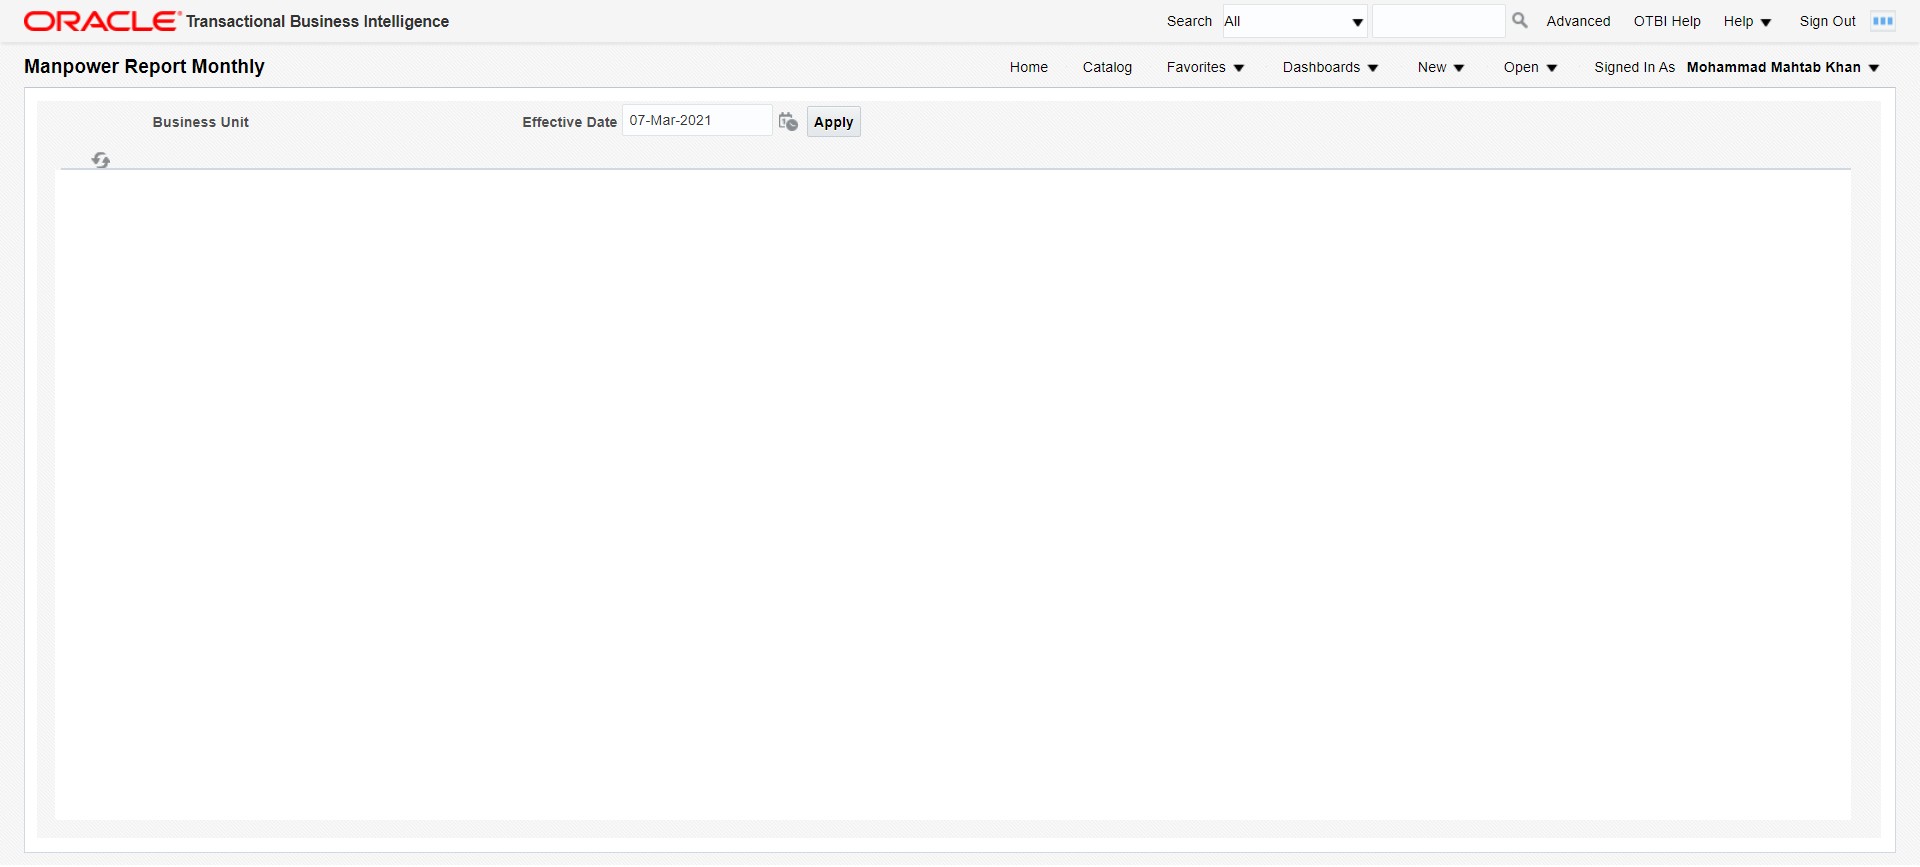 ORACLE Transactional Business Intelligence Search All Advanced OTBI Help Help Sign Out
Manpower Report Monthly Home Catalog Favorites Dashboards New Open Signed In As Mohammad Mahtab Khan
Business Unit Effective Date 07-Mar-2021 Apply